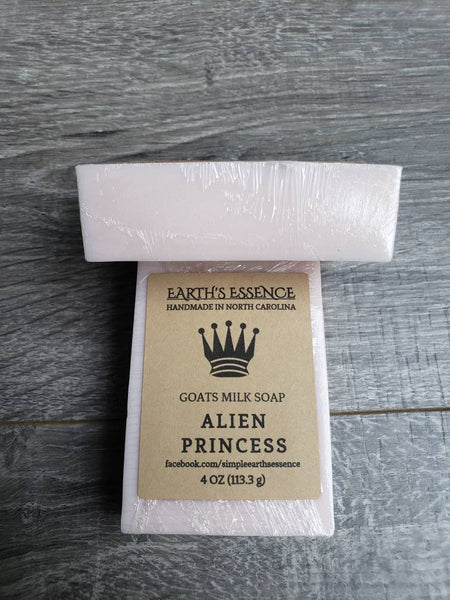 EARTH'S ESSENCE
HANDMADE IN NORTH CAROLINA
GOATS MILK SOAP
ALIEN
PRINCESS
facebook.com/simpleearthsessence
4 OZ (113.3 g)